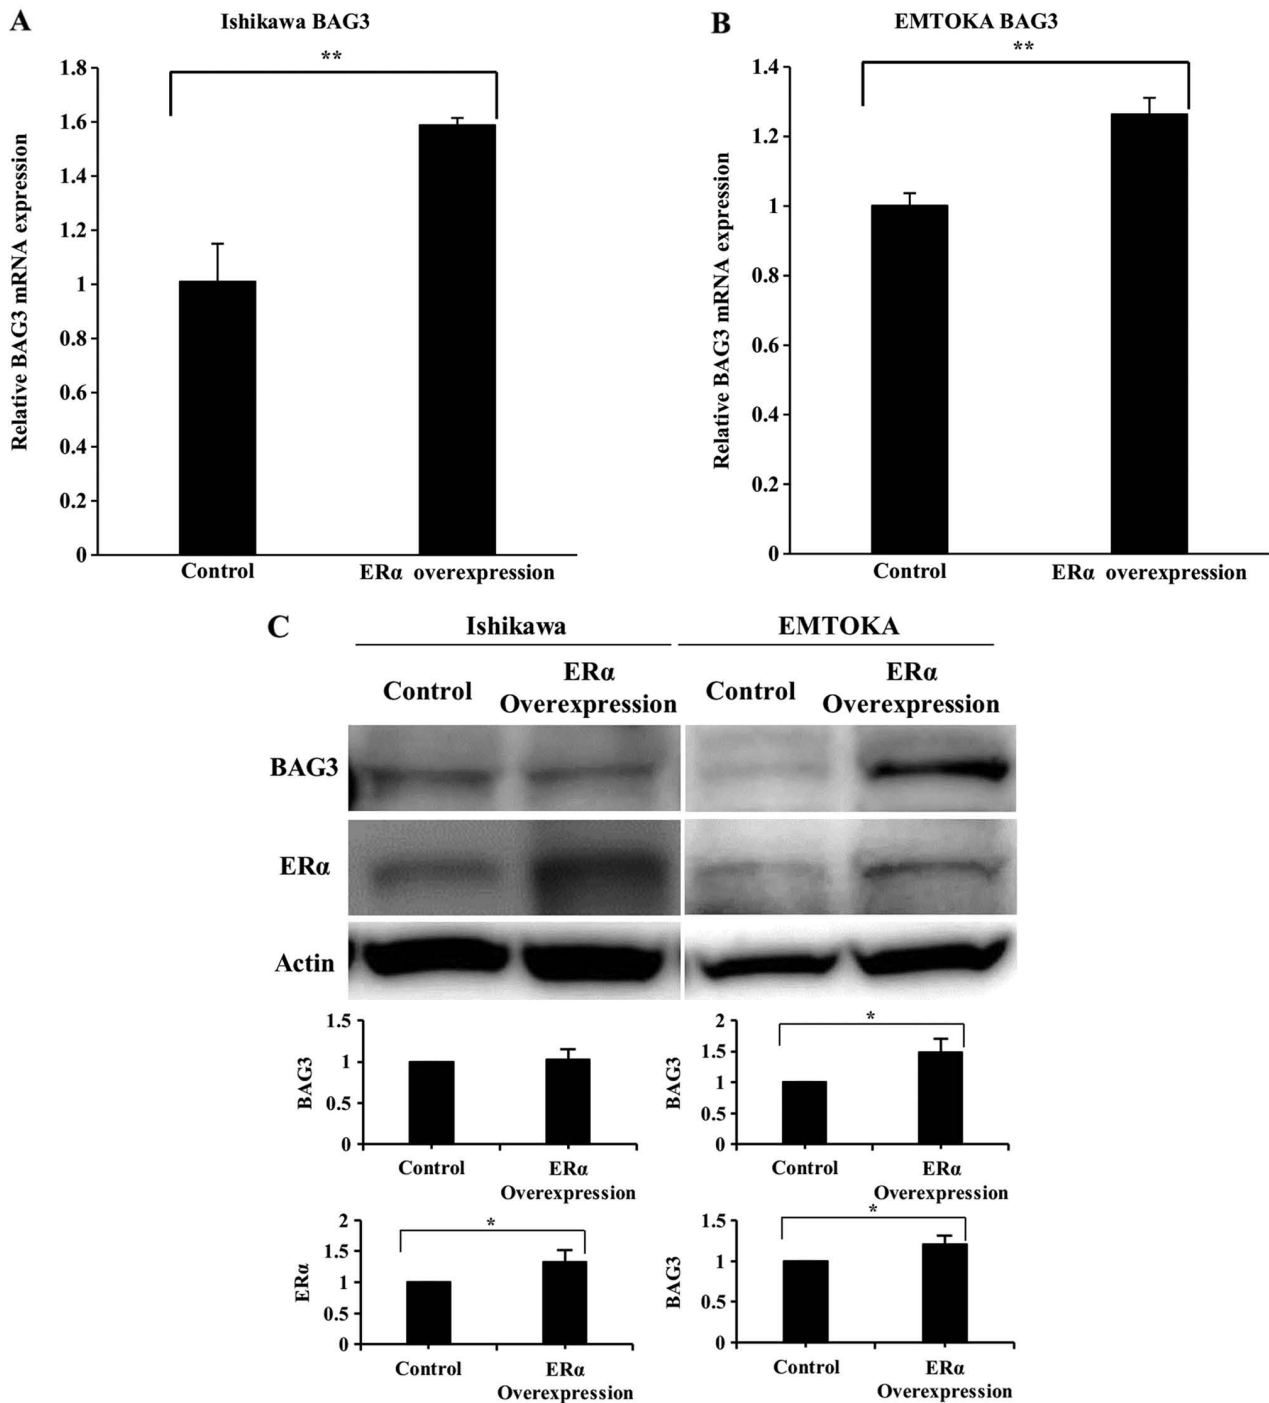 A
Ishikawa BAG3
**
1.8
1.6
1.4
1.2
1
0.8
0.6
0.4
0.2
0
Relative BAG3 mRNA expression
Control
ERα overexpression
B
EMTOKA BAG3
**
1.4
1.2
1
0.8
0.6
0.4
0.2
0
Relative BAG3 mRNA expression
Control
ERα overexpression
C
Ishikawa
EMTOKA
Control
ERα
Overexpression
Control
ERα
Overexpression
BAG3
ERα
Actin
1.5
1
0.5
0
BAG3
Control
ERα
Overexpression
*
2
1.5
1
0.5
0
BAG3
Control
ERα
Overexpression
*
2
1.5
1
0.5
0
ERα
Control
ERα
Overexpression
*
1.5
1
0.5
0
BAG3
Control
ERα
Overexpression